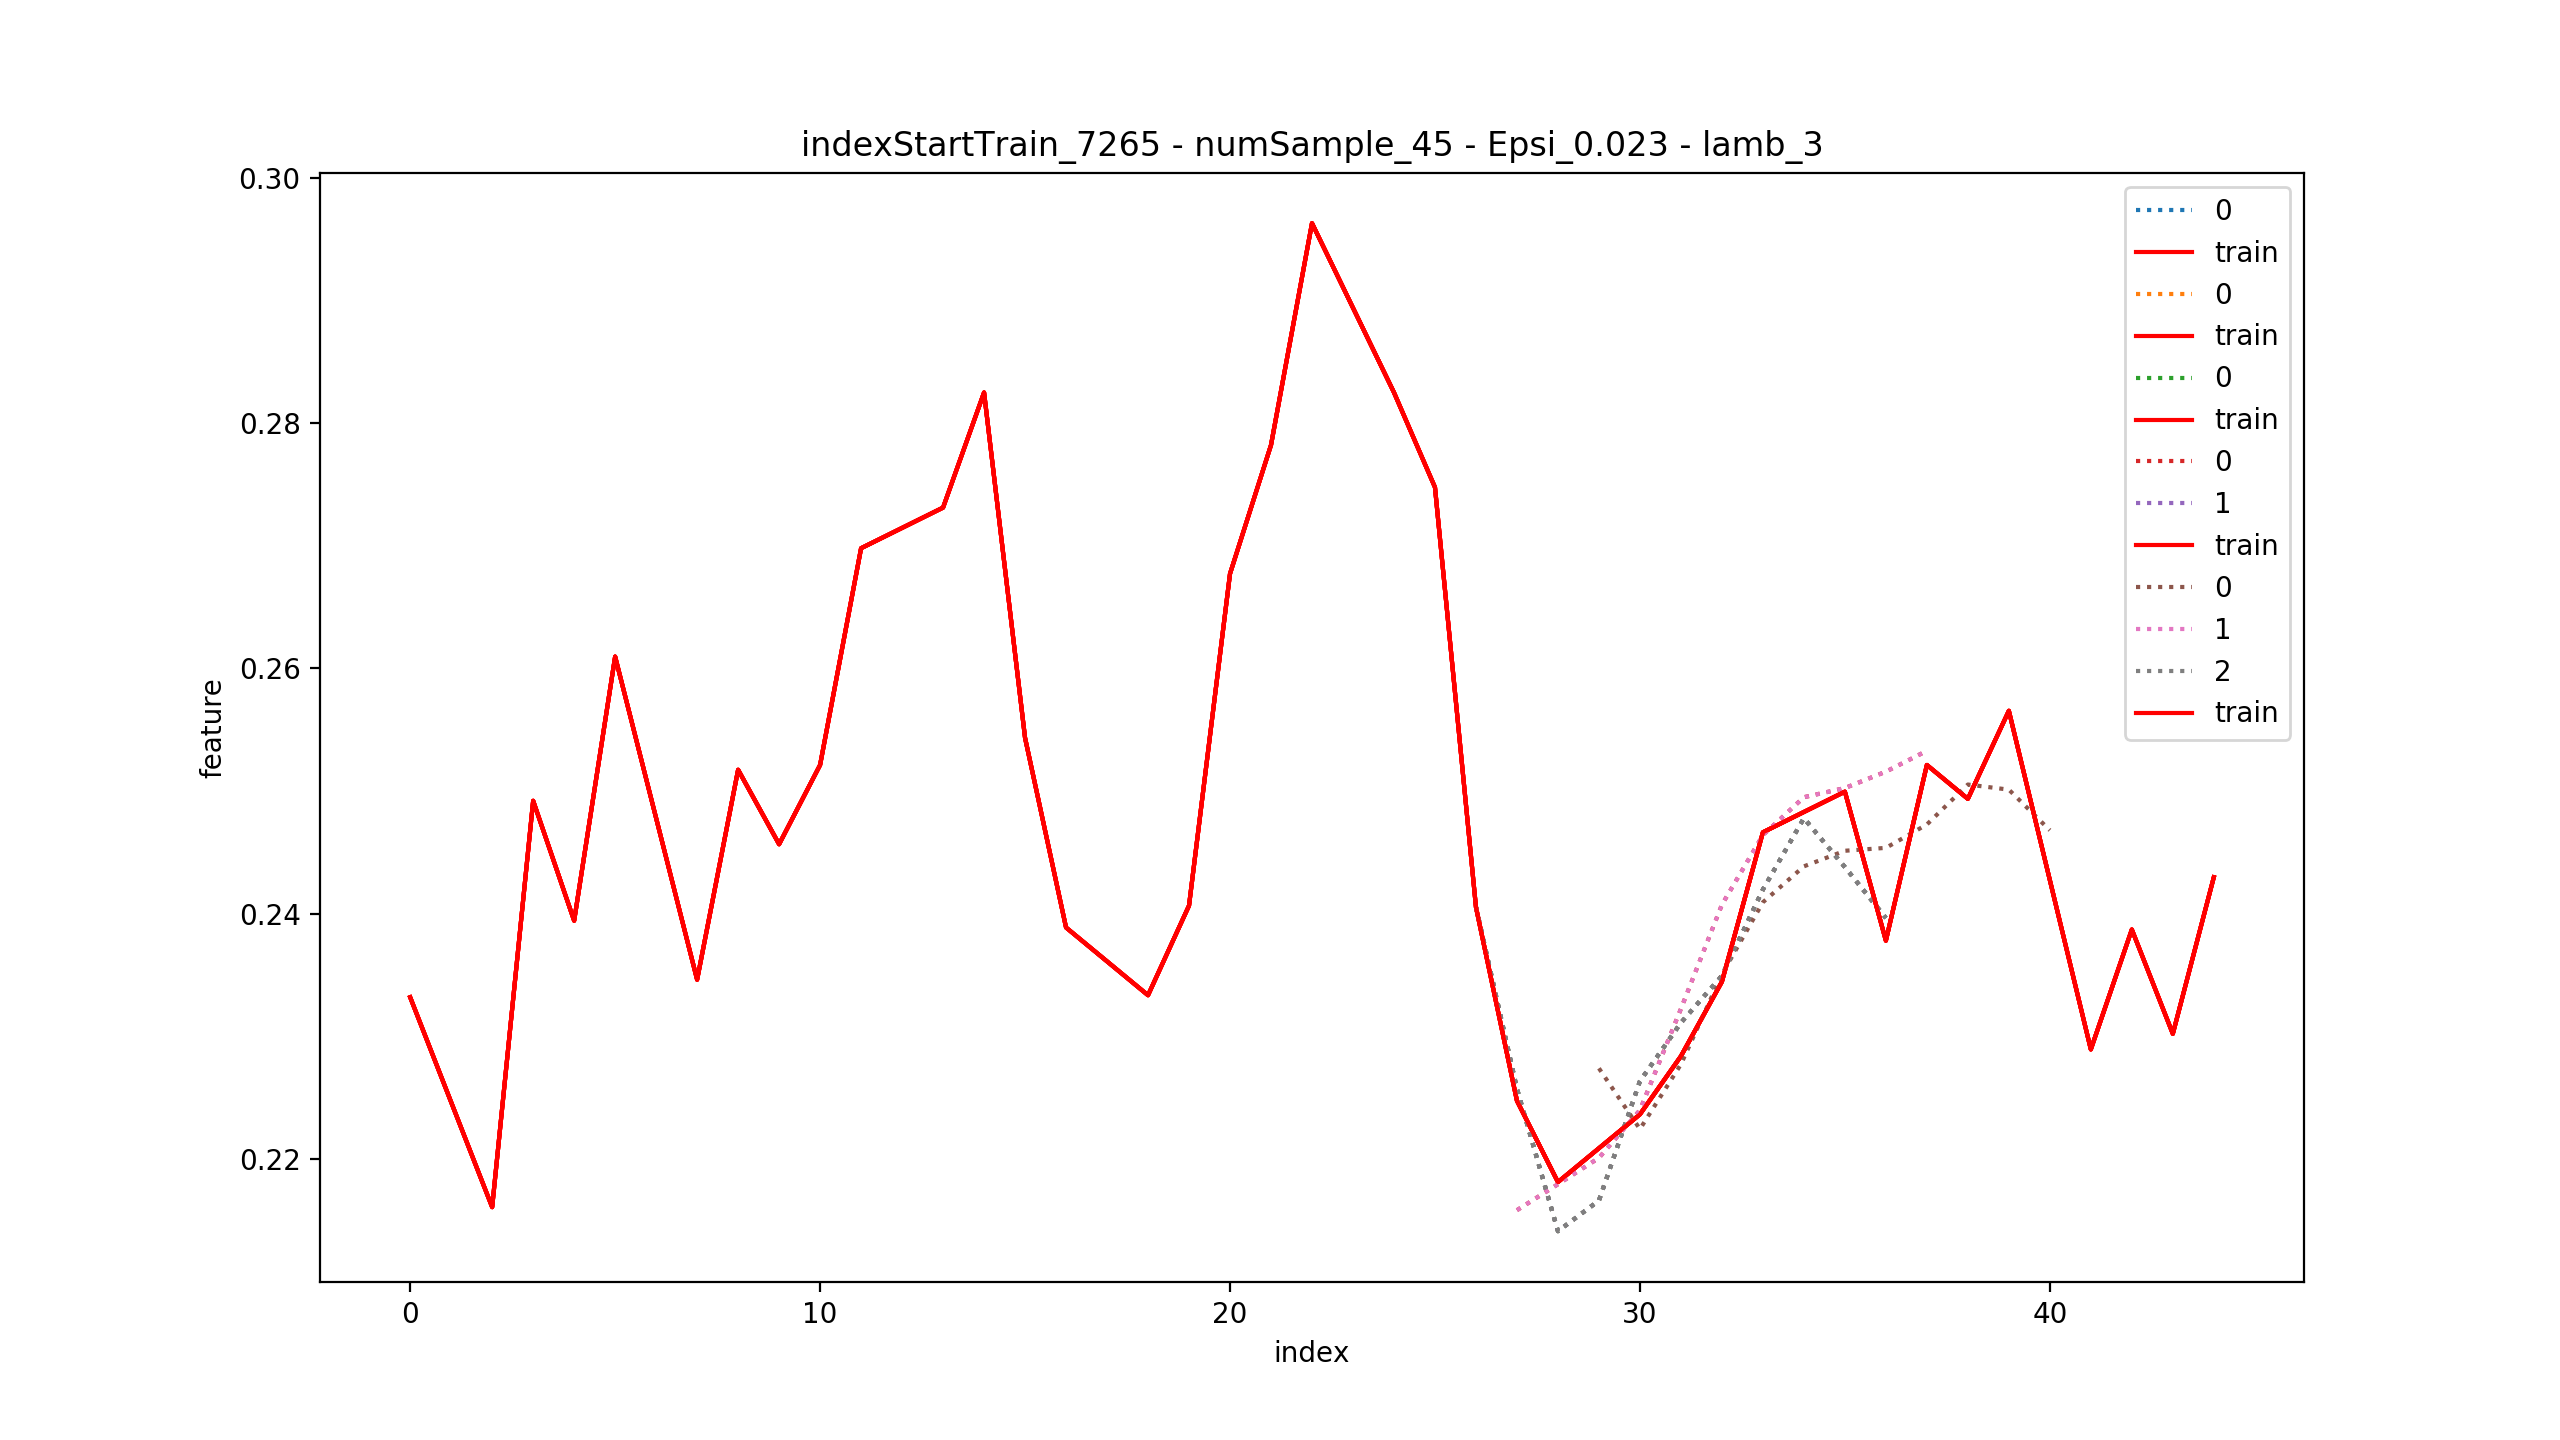 indexStartTrain_7265 - numSample_45 - Epsi_0.023 - lamb_3
0.30
0.28
0.26
0.24
0.22
feature
0
10
20
30
40
index
0
train
0
train
0
train
0
1
train
0
1
2
train